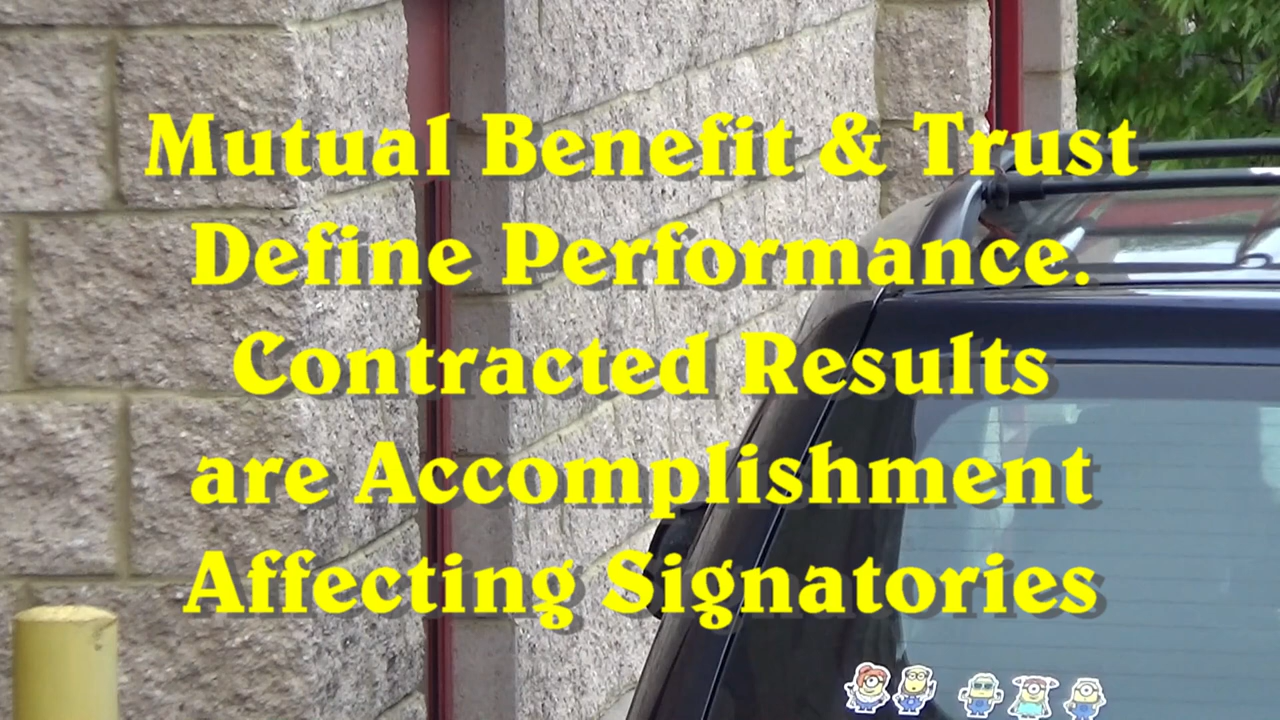 Mutual Benefit & Trust
Define Performance.
Contracted Results
are Accomplishment
Affecting Signatories